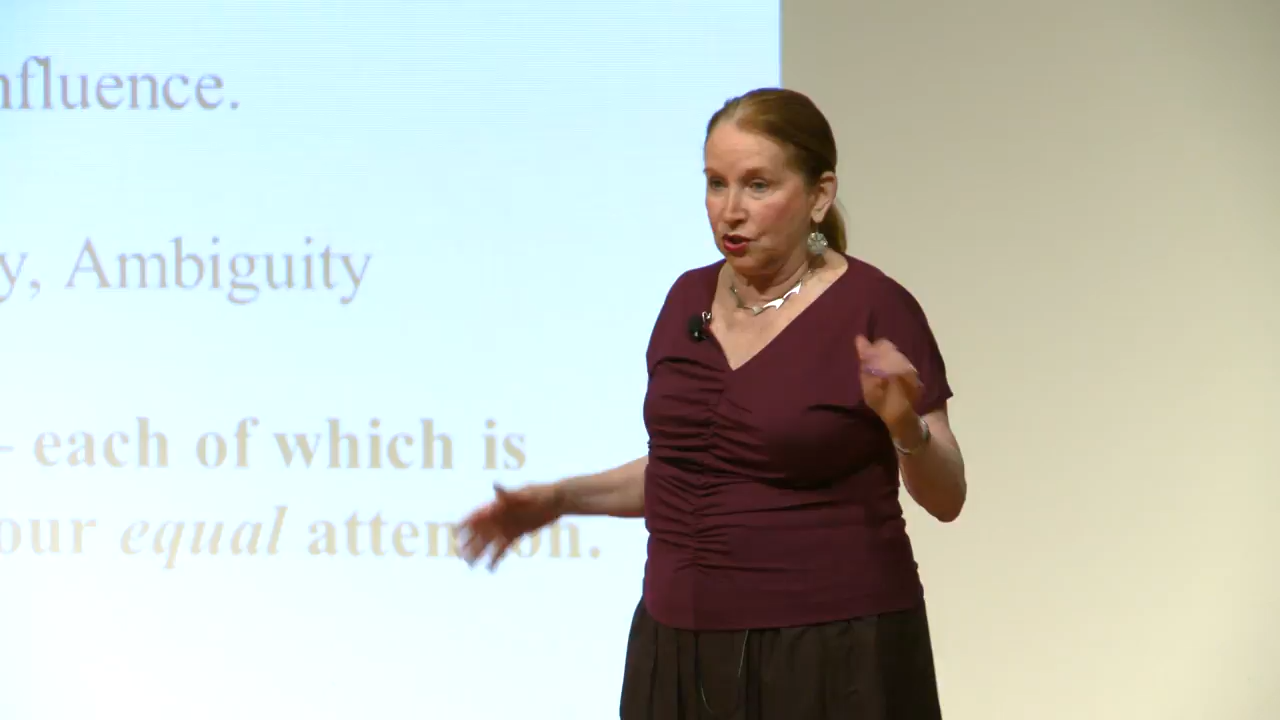 nfluence.
y, Ambiguity
- each of which is
our equal attention.